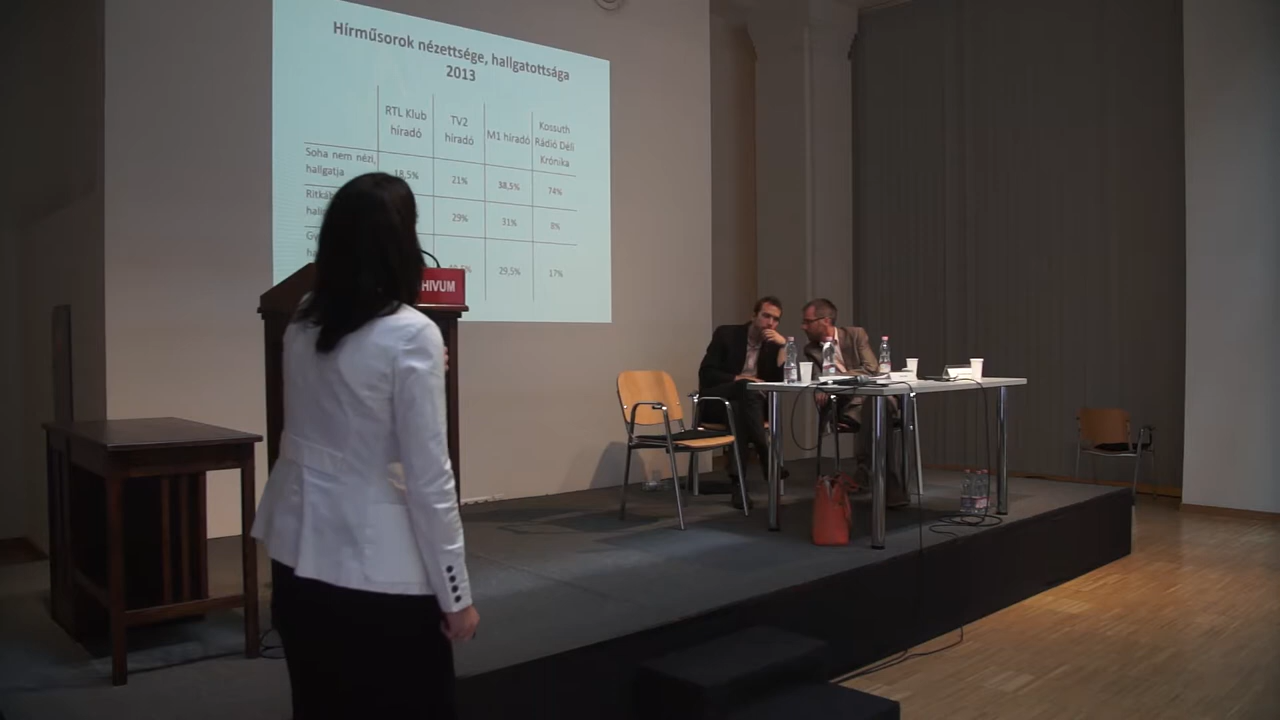 Hírműsorok nézettsége, hallgatottsága
2013
RTL Klub
híradó
TV2
híradó
M1 híradó
Kossuth
Rádió Déli
Krónika
Soha nem nézi,
hallgatja
18,5%
21%
38,5%
74%
29%
31%
8%
29,5%
17%
HIVUM